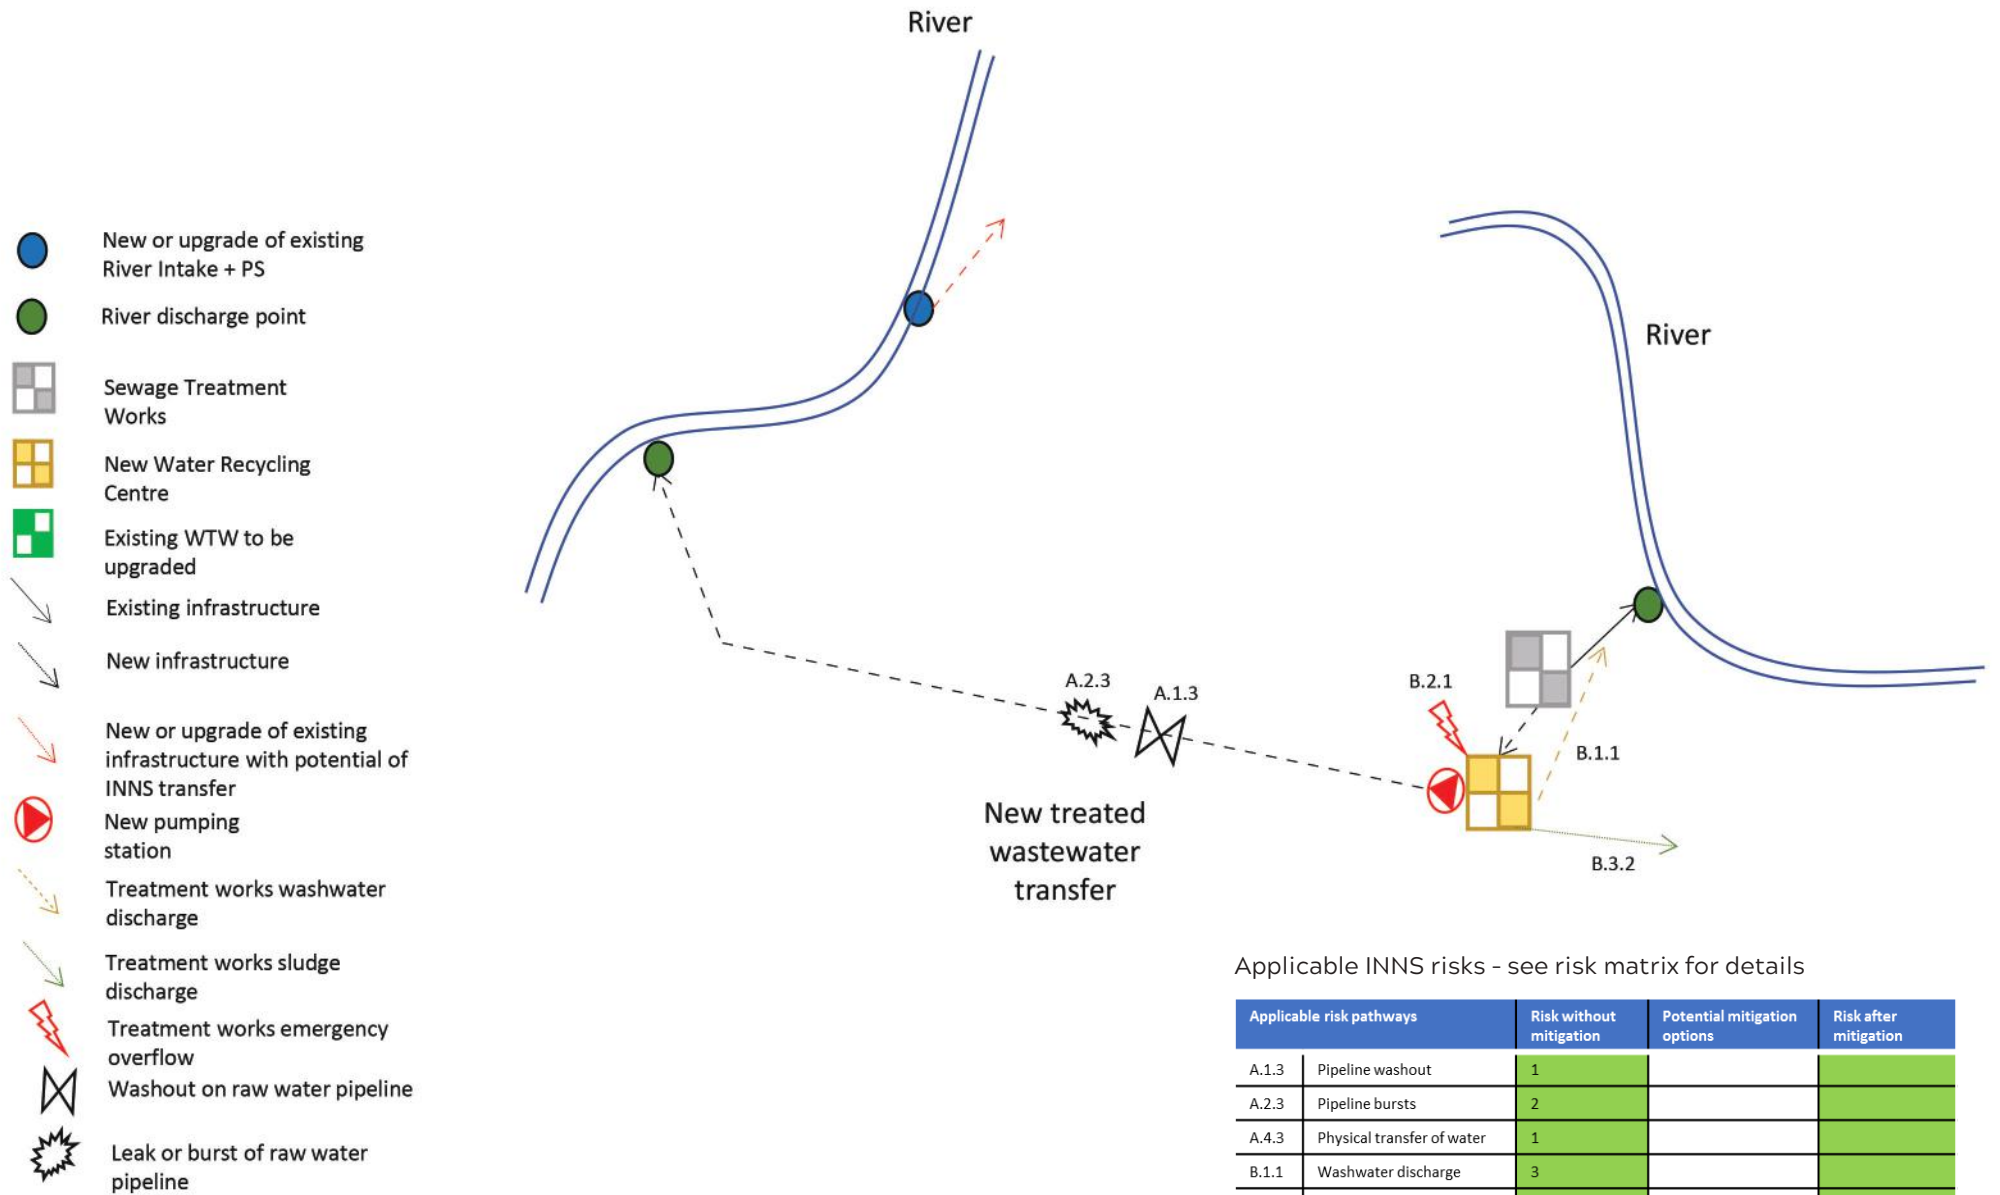 River
New or upgrade of existing
River Intake + PS
River discharge point
Sewage Treatment
Works
New Water Recycling
Centre
Existing WTW to be
upgraded
Existing infrastructure
New infrastructure
New or upgrade of existing
infrastructure with potential of
INNS transfer
New pumping
station
Treatment works washwater
discharge
Treatment works sludge
discharge
Treatment works emergency
overflow
Washout on raw water pipeline
Leak or burst of raw water
pipeline
River
A.2.3
A.1.3
B.2.1
B.1.1
B.3.2
New treated
wastewater
transfer
Applicable INNS risks - see risk matrix for details
Applicable risk pathways
Risk without
mitigation
Potential mitigation
options
Risk after
mitigation
A.1.3 Pipeline washout 1
A.2.3 Pipeline bursts 2
A.4.3 Physical transfer of water 1
B.1.1 Washwater discharge 3